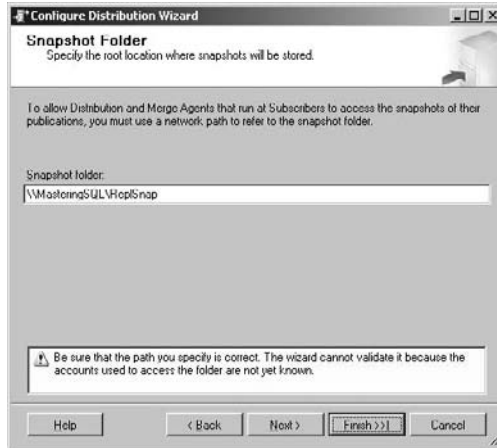 *Configure Distribution Wizard
Snapshot Folder
Specify the root location where snapshots will be stored.
To allow Distribution and Merge Agents that run at Subscribers to access the snapshots of their
publications, you must use a network path to refer to the snapshot folder.
Snapshot folder:
\\MasteringSQL\ReplSnap
Be sure that the path you specify is correct. The wizard cannot validate it because the
accounts used to access the folder are not yet known.
Help
< Back
Next >
Finish >>|
Cancel